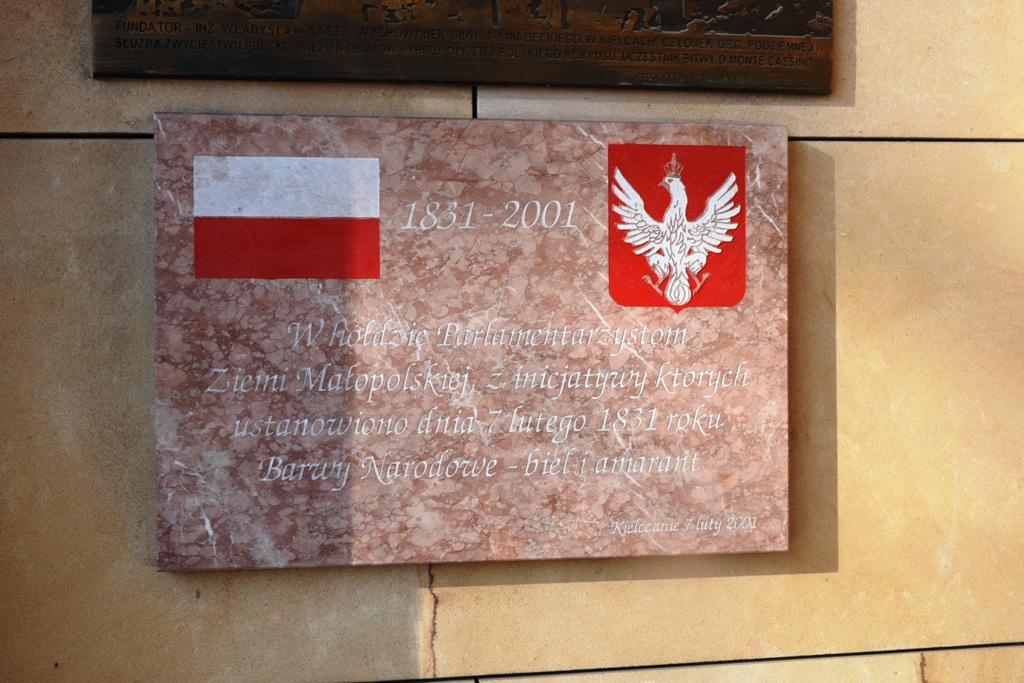 FUNDATOR - INŻ. WŁADYSŁAW BASZA, WYCHOWANEK GIMN. J. ŚNIADECKIEGO W KIELCACH, CZŁONEK ORG. PODZIEMNEJ
SŁUŻBA ZWYCIĘSTWU POLSKI, WIĘZIEŃ OBOZÓW SYBIRU, OFICER 2 POLSKIEGO KORPUSU, UCZESTNIK BITWY O MONTE CASSINO
1831 - 2001
W hołdzie Parlamentarzystom
Ziemi Małopolskiej, z inicjatywy których
ustanowiono dnia 7 lutego 1831 roku
Barwy Narodowe - biel i amarant
Kielczanie 7 luty 2001